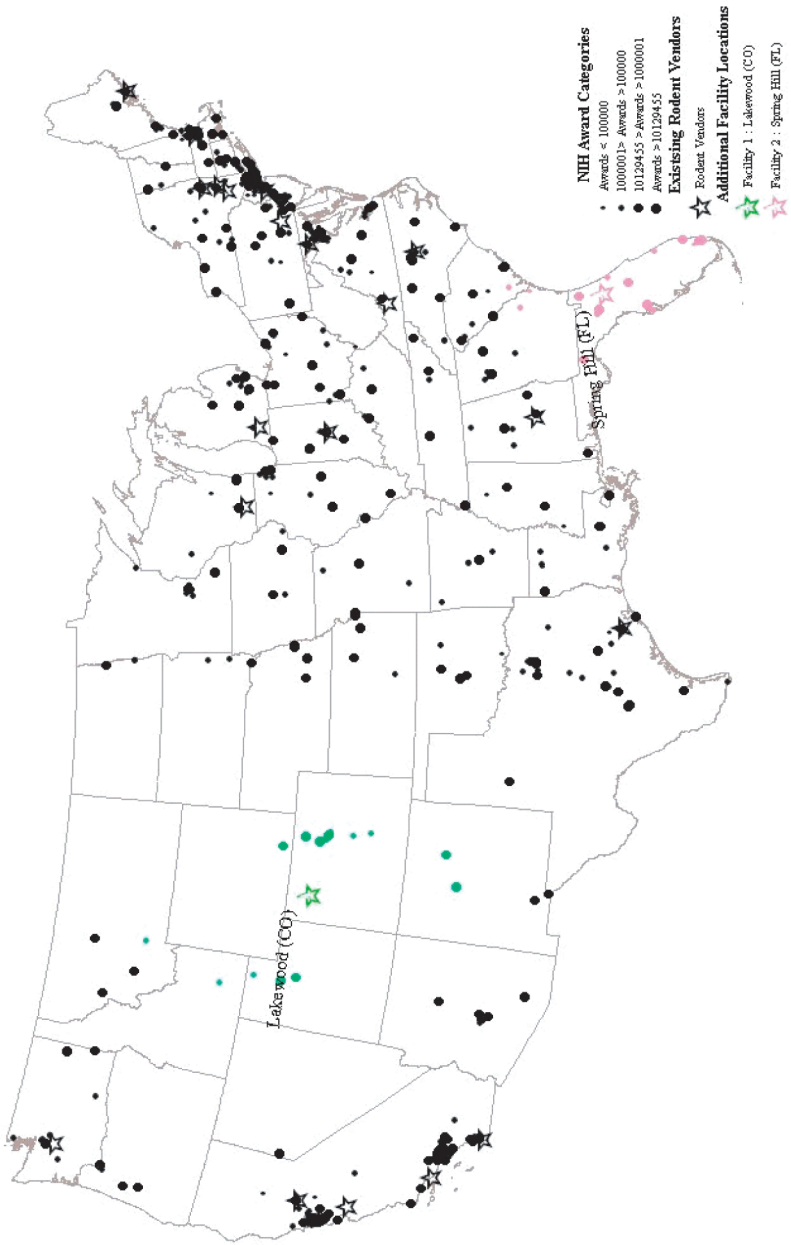 NIH Award Categories
Awards < 100000
1000001> Awards >100000
10129455 >Awards >1000001
Awards >10129455
Existsing Rodent Vendors
Rodent Vendors
Additional Facility Locations
Facility 1 : Lakewood (CO)
Facility 2 : Spring Hill (FL)
Spring Hill (FL)
Lakewood (CO)